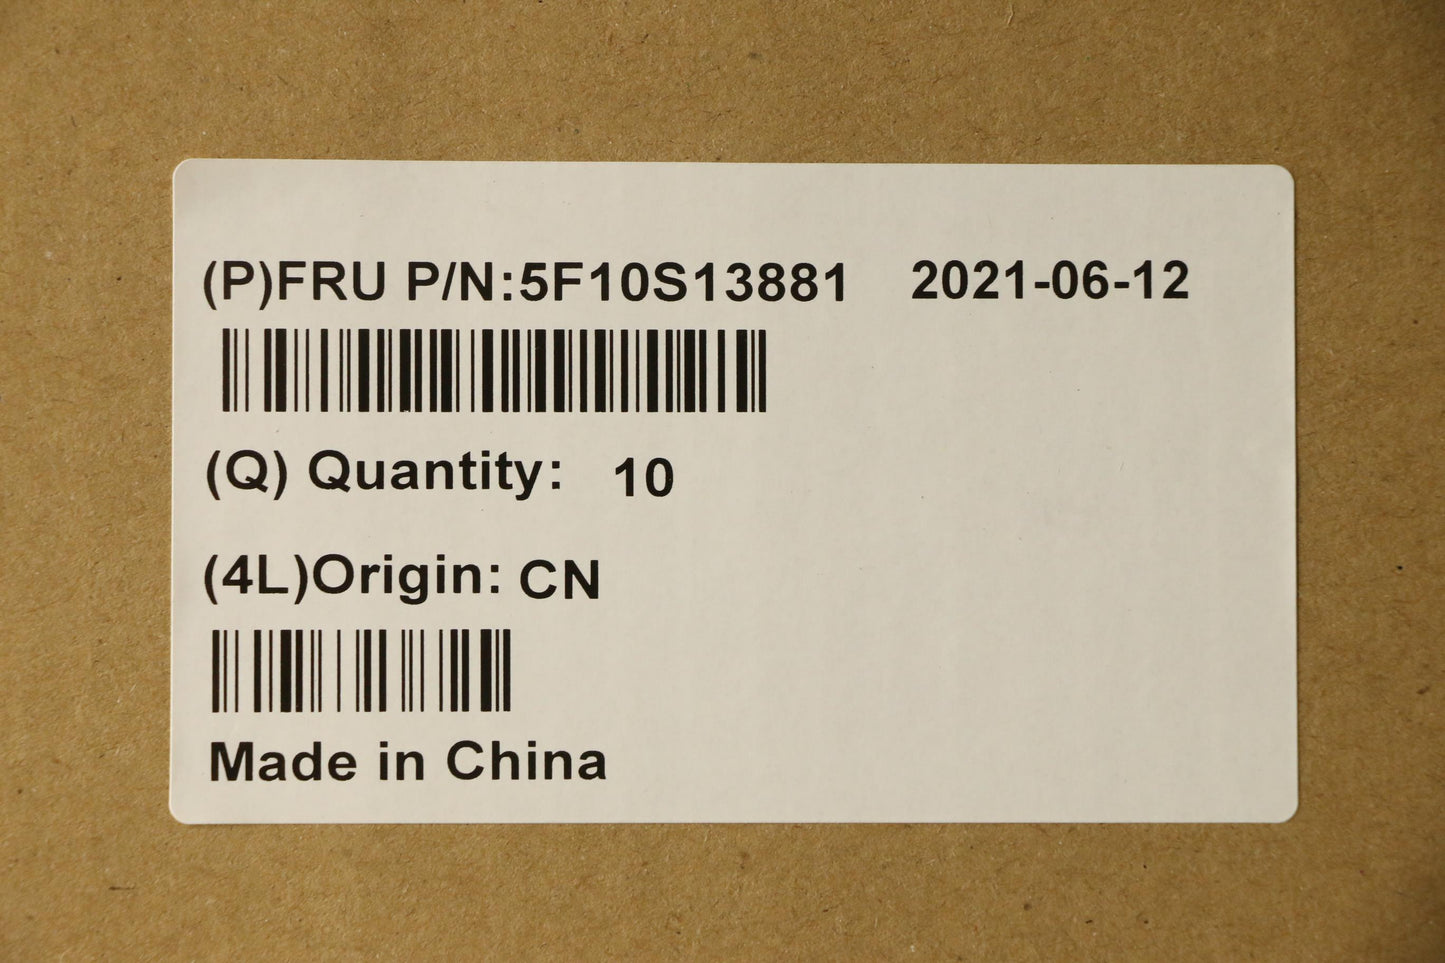 (P)FRU P/N:5F10S13881 2021-06-12
(Q) Quantity: 10
(4L)Origin: CN
Made in China